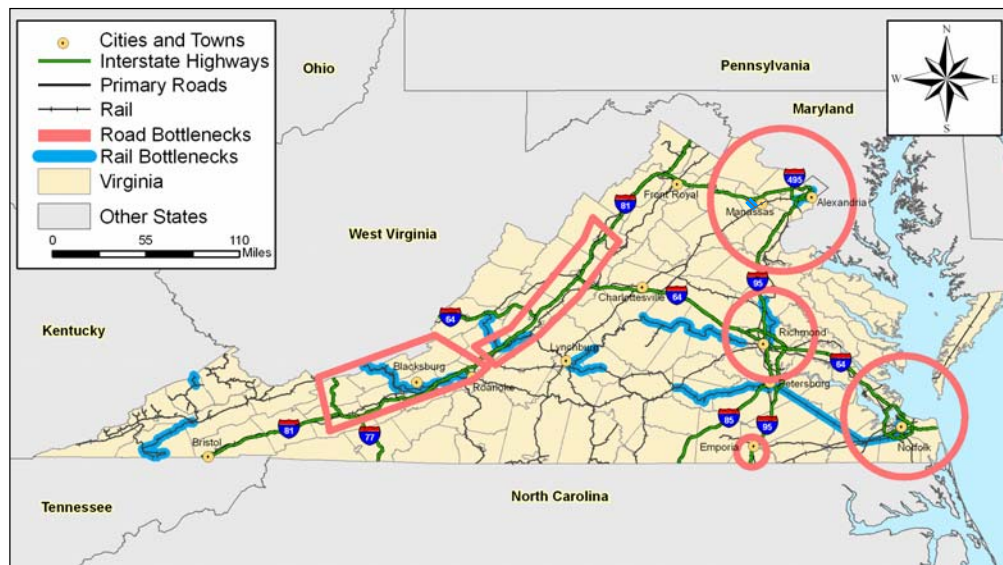 Cities and Towns
Interstate Highways
Primary Roads
Rail
Road Bottlenecks
Rail Bottlenecks
Virginia
Other States
0 55 110
Miles
Ohio
Pennsylvania
N
W E
S
Maryland
495
Front Royal
81
Manassas
Alexandria
West Virginia
95
Charlottesville
64
64
Kentucky
Richmond
Lynchburg
Blacksburg
64
Roanoke
Petersburg
85
95
81
77
Bristol
Emporia
Norfolk
Tennessee
North Carolina